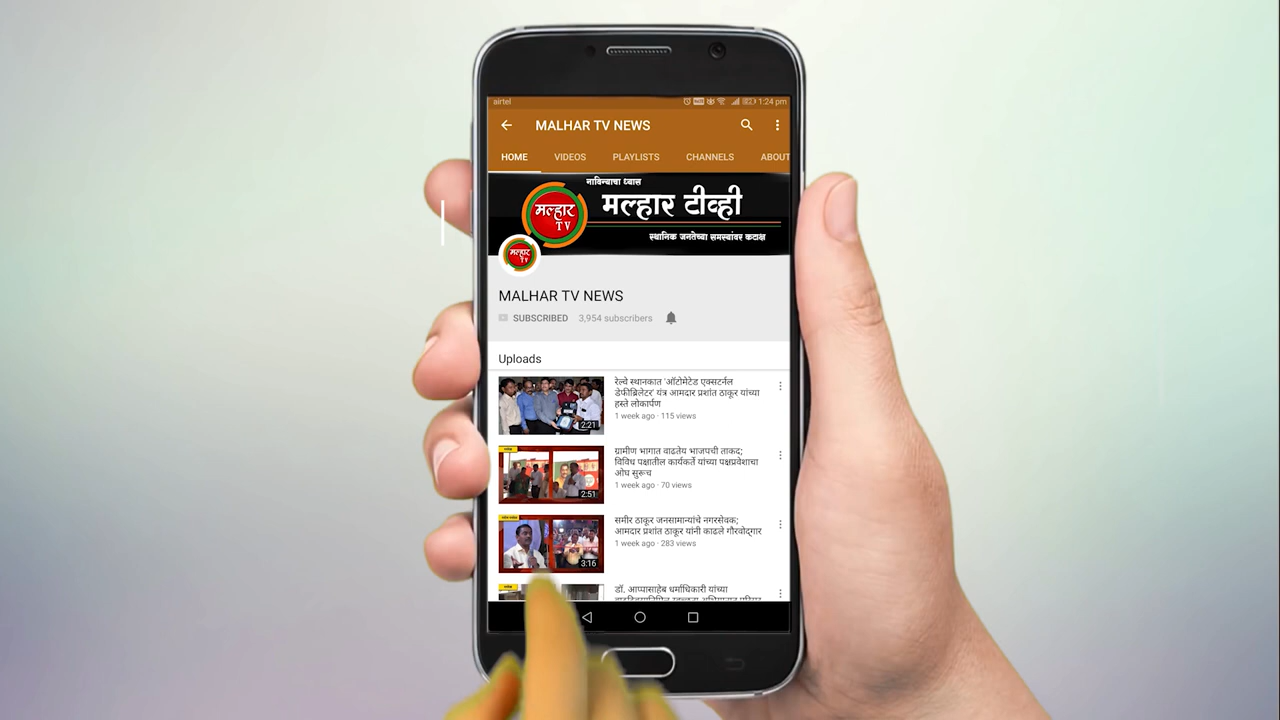 airtel 1:24 pm
MALHAR TV NEWS
HOME VIDEOS PLAYLISTS CHANNELS ABOUT
नाविन्याचा ध्यास
मल्हार टीव्ही
मल्हार
TV
स्थानिक जनतेच्या समस्यांवर कटाक्ष
मल्हार
TV
MALHAR TV NEWS
SUBSCRIBED 3,954 subscribers
Uploads
रेल्वे स्थानकात 'ऑटोमेटेड एक्सटर्नल
डेफीब्रिलेटर' यंत्र आमदार प्रशांत ठाकूर यांच्या
हस्ते लोकार्पण
1 week ago · 115 views
2:21
ग्रामीण भागात वाढतेय भाजपची ताकद;
विविध पक्षातील कार्यकर्ते यांच्या पक्षप्रवेशाचा
ओघ सुरूच
1 week ago · 70 views
2:51
समीर ठाकूर जनसामान्यांचे नगरसेवक;
आमदार प्रशांत ठाकूर यांनी काढले गौरवोद्गार
1 week ago · 283 views
3:16
डॉ. आप्पासाहेब धर्माधिकारी यांच्या